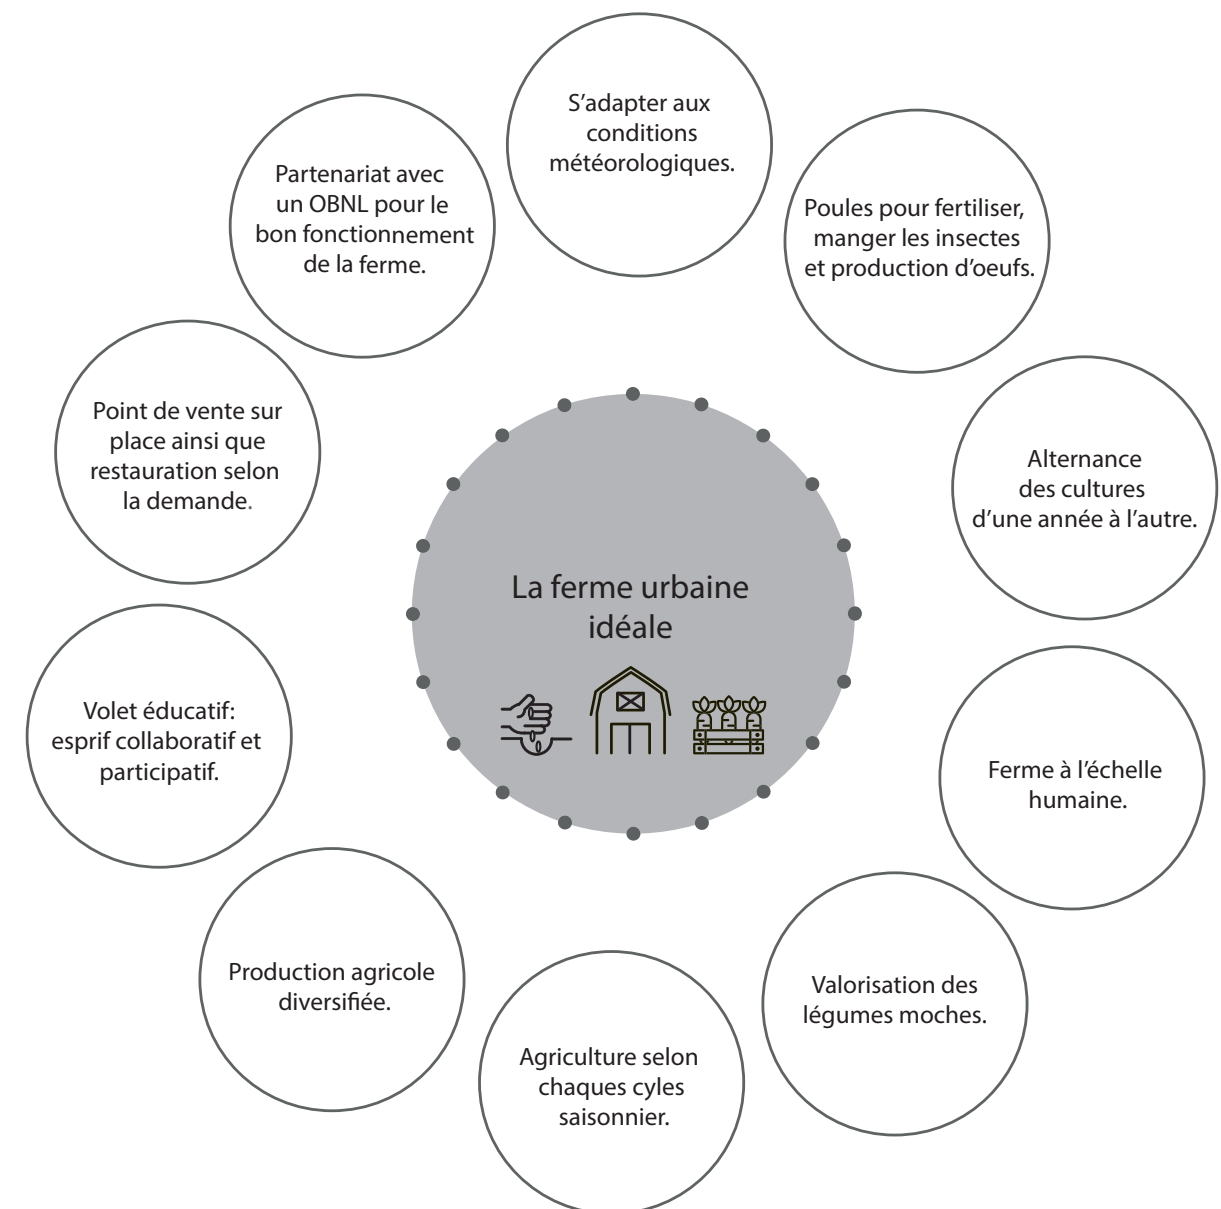 S'adapter aux
conditions
météorologiques.
Poules pour fertiliser,
manger les insectes
et production d'oeufs.
Alternance
des cultures
d'une année à l'autre.
Ferme à l'échelle
humaine.
Valorisation des
légumes moches.
Agriculture selon
chaques cyles
saisonnier.
Production agricole
diversifiée.
Volet éducatif:
esprif collaboratif et
participatif.
Point de vente sur
place ainsi que
restauration selon
la demande.
Partenariat avec
un OBNL pour le
bon fonctionnement
de la ferme.
La ferme urbaine
idéale